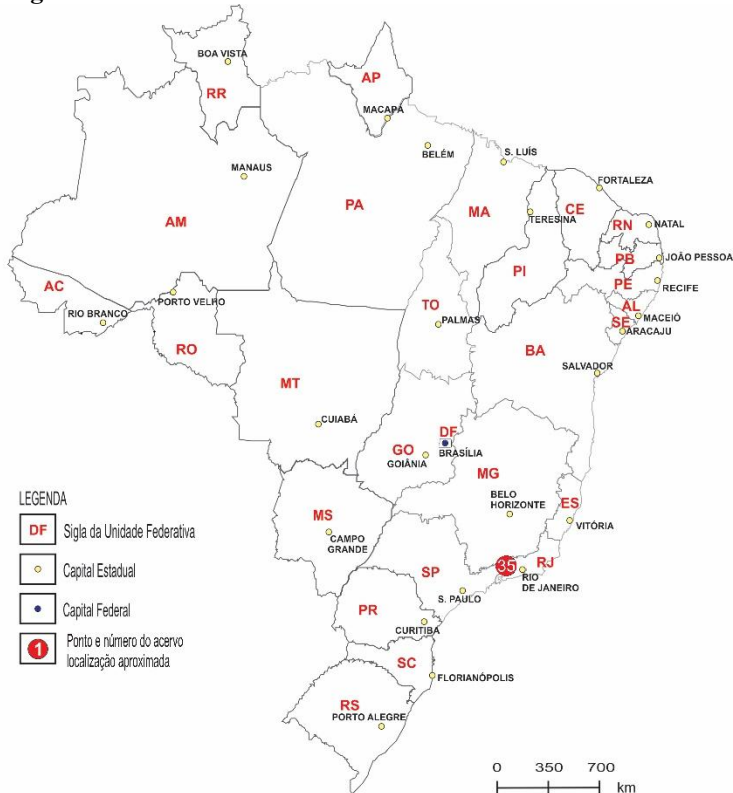 BOA VISTA
RR
AP
MACAPÁ
BELÉM
S. LUÍS
MANAUS
FORTALEZA
PA
MA
TERESINA
CE
RN
NATAL
AM
PI
PB
JOÃO PESSOA
AC
PE
RECIFE
RIO BRANCO
PORTO VELHO
TO
PALMAS
AL
MACEIÓ
SE
ARACAJU
RO
BA
MT
SALVADOR
CUIABÁ
DF
GO
GOIÂNIA
BRASÍLIA
MG
BELO
HORIZONTE
ES
VITÓRIA
MS
CAMPO
GRANDE
SP
35
RJ
RIO
DE JANEIRO
S. PAULO
PR
CURITIBA
SC
FLORIANÓPOLIS
RS
PORTO ALEGRE
LEGENDA
DF Sigla da Unidade Federativa
Capital Estadual
Capital Federal
1 Ponto e número do acervo
localização aproximada
0 350 700
km